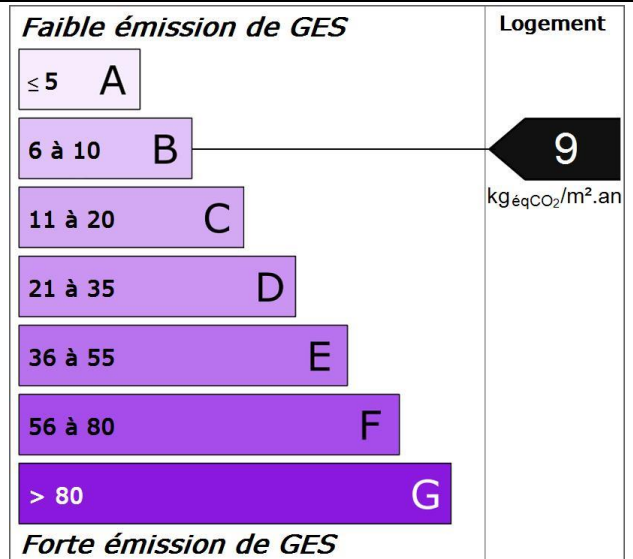 Faible émission de GES
Logement
≤ 5 A
6 à 10 B
9
kgéqCO₂/m².an
11 à 20 C
21 à 35 D
36 à 55 E
56 à 80 F
> 80 G
Forte émission de GES